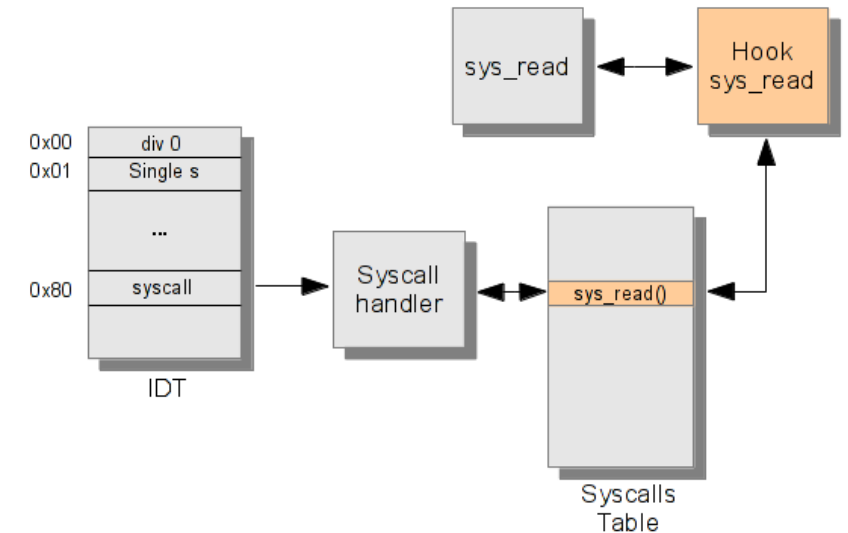 sys_read
Hook
sys_read
0x00
div 0
0x01
Single s
...
0x80
syscall
IDT
Syscall
handler
sys_read()
Syscalls
Table